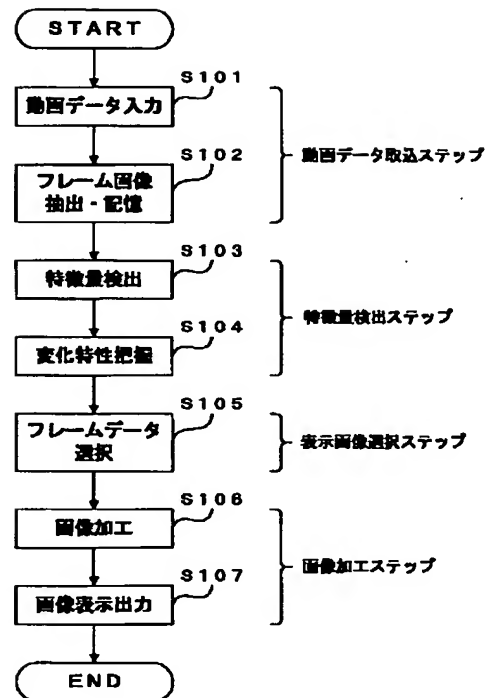 START
S101
動画データ入力
動画データ取込ステップ
S102
フレーム画像
抽出・記憶
S103
特徴量検出
特徴量検出ステップ
S104
変化特性把握
S105
フレームデータ
選択
表示画像選択ステップ
S106
画像加工
画像加工ステップ
S107
画像表示出力
END